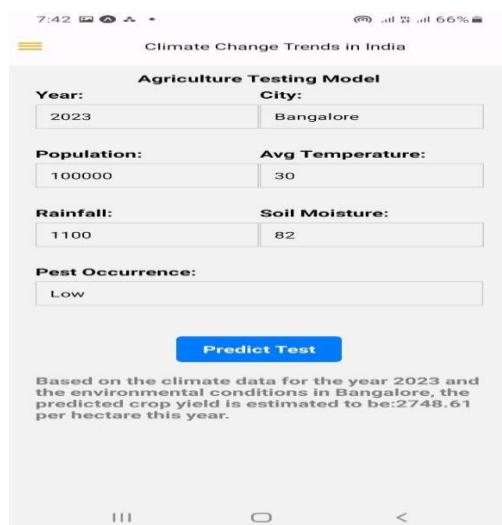 7:42 66%
Climate Change Trends in India
Agriculture Testing Model
Year: City:
2023 Bangalore
Population: Avg Temperature:
100000 30
Rainfall: Soil Moisture:
1100 82
Pest Occurrence:
Low
Predict Test
Based on the climate data for the year 2023 and
the environmental conditions in Bangalore, the
predicted crop yield is estimated to be:2748.61
per hectare this year.